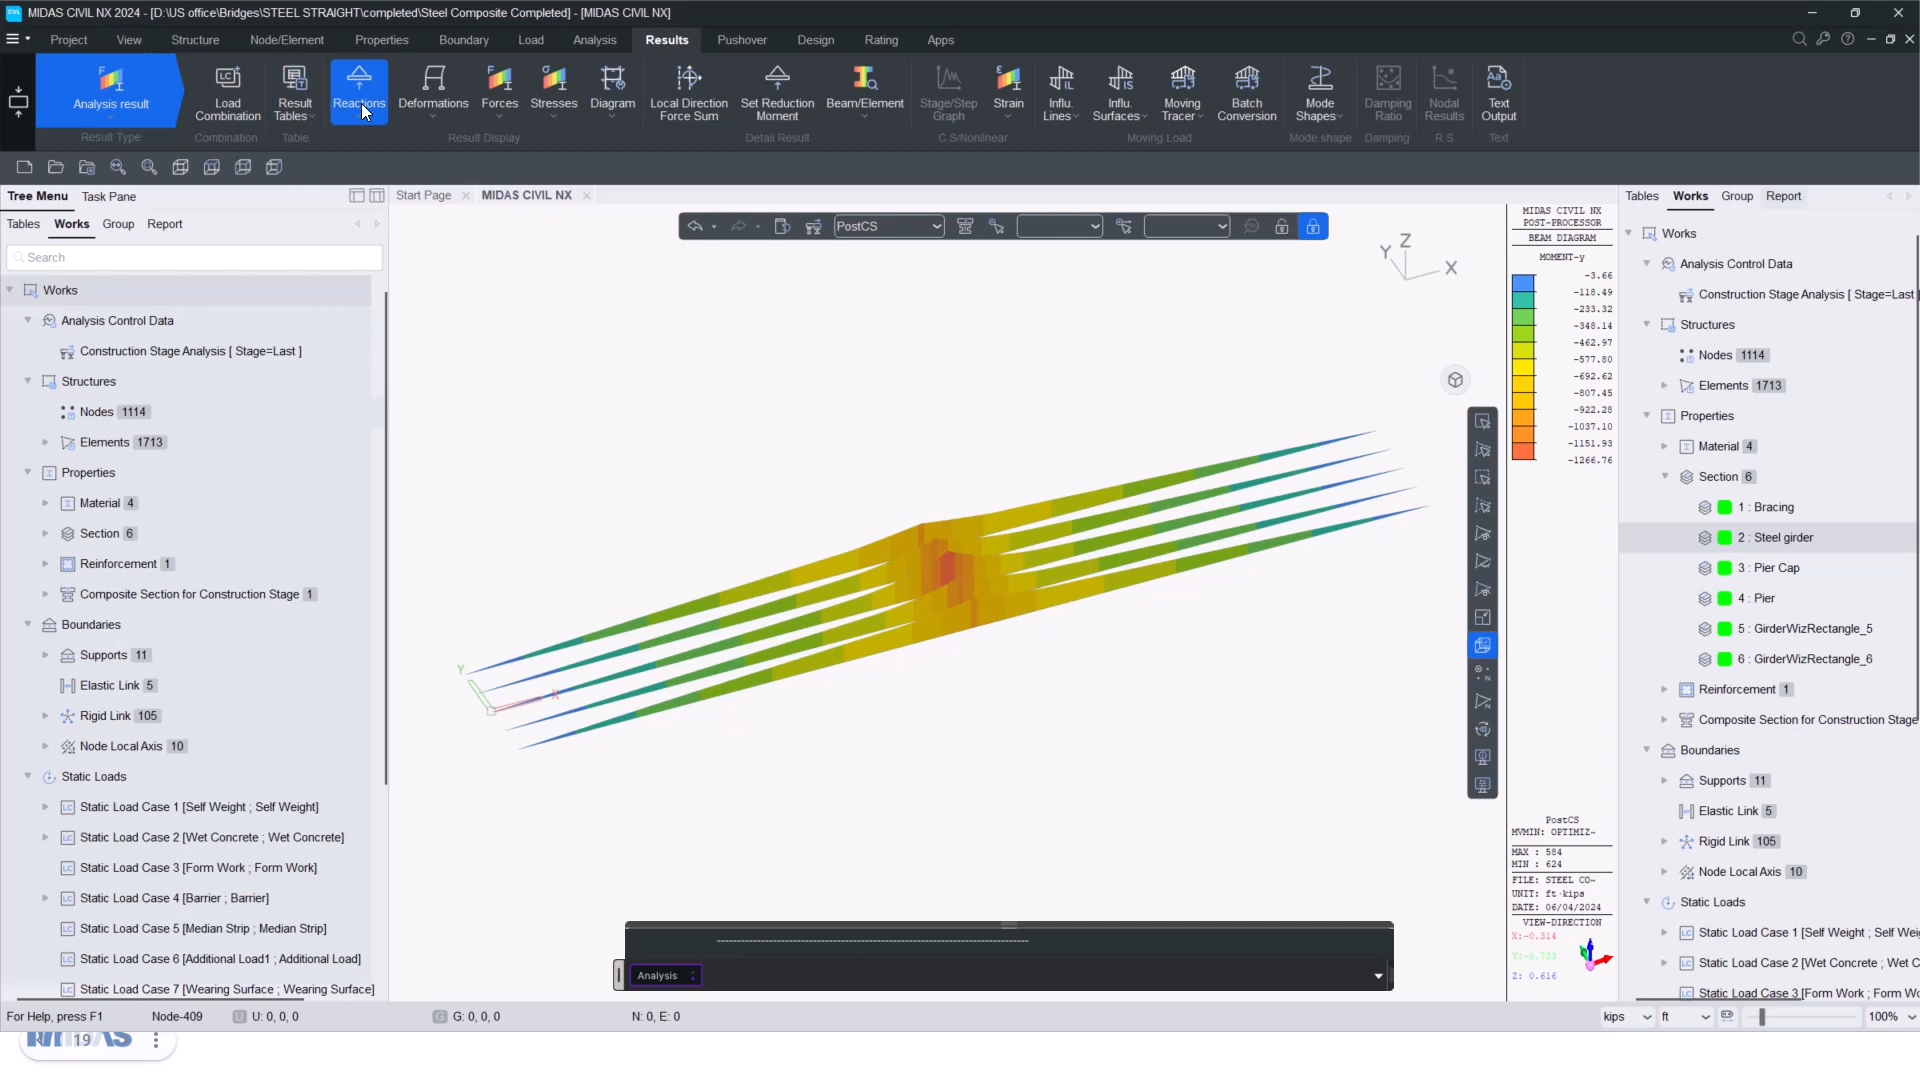 MIDAS CIVIL NX 2024 - [D:\US office\Bridges\STEEL STRAIGHT\completed\Steel Composite Completed] - [MIDAS CIVIL NX]
Project View Structure Node/Element Properties Boundary Load Analysis Results Pushover Design Rating Apps
Analysis result
Result Type
Load Combination
Combination
Result Tables
Table
Reactions
Deformations
Forces
Stresses
Diagram
Result Display
Local Direction Force Sum
Set Reduction Moment
Beam/Element
Detail Result
Stage/Step Graph
Strain
C.S/Nonlinear
Influ. Lines
Influ. Surfaces
Moving Tracer
Batch Conversion
Moving Load
Mode Shapes
Mode shape
Damping Ratio
Damping
Nodal Results
R S
Text Output
Text
Tree Menu Task Pane
Tables Works Group Report
Search
Works
Analysis Control Data
Construction Stage Analysis [ Stage=Last ]
Structures
Nodes 1114
Elements 1713
Properties
Material 4
Section 6
Reinforcement 1
Composite Section for Construction Stage 1
Boundaries
Supports 11
Elastic Link 5
Rigid Link 105
Node Local Axis 10
Static Loads
Static Load Case 1 [Self Weight ; Self Weight]
Static Load Case 2 [Wet Concrete ; Wet Concrete]
Static Load Case 3 [Form Work ; Form Work]
Static Load Case 4 [Barrier ; Barrier]
Static Load Case 5 [Median Strip ; Median Strip]
Static Load Case 6 [Additional Load1 ; Additional Load]
Static Load Case 7 [Wearing Surface ; Wearing Surface]
Start Page MIDAS CIVIL NX
PostCS
Z
Y
X
Y
X
MIDAS CIVIL NX
POST-PROCESSOR
BEAM DIAGRAM
MOMENT-y
-3.66
-118.49
-233.32
-348.14
-462.97
-577.80
-692.62
-807.45
-922.28
-1037.10
-1151.93
-1266.76
PostCS
MVMIN: OPTIMIZ~
MAX : 584
MIN : 624
FILE: STEEL CO~
UNIT: ft·kips
DATE: 06/04/2024
VIEW-DIRECTION
X:-0.314
Y:-0.723
Z: 0.616
Analysis
Tables Works Group Report
Works
Analysis Control Data
Construction Stage Analysis [ Stage=Last
Structures
Nodes 1114
Elements 1713
Properties
Material 4
Section 6
1 : Bracing
2 : Steel girder
3 : Pier Cap
4 : Pier
5 : GirderWizRectangle_5
6 : GirderWizRectangle_6
Reinforcement 1
Composite Section for Construction Stage
Boundaries
Supports 11
Elastic Link 5
Rigid Link 105
Node Local Axis 10
Static Loads
Static Load Case 1 [Self Weight ; Self Wei
Static Load Case 2 [Wet Concrete ; Wet C
Static Load Case 3 [Form Work ; Form Wo
For Help, press F1 Node-409 U: 0, 0, 0 G: 0, 0, 0 N: 0, E: 0 kips ft 100%
MIDAS 19